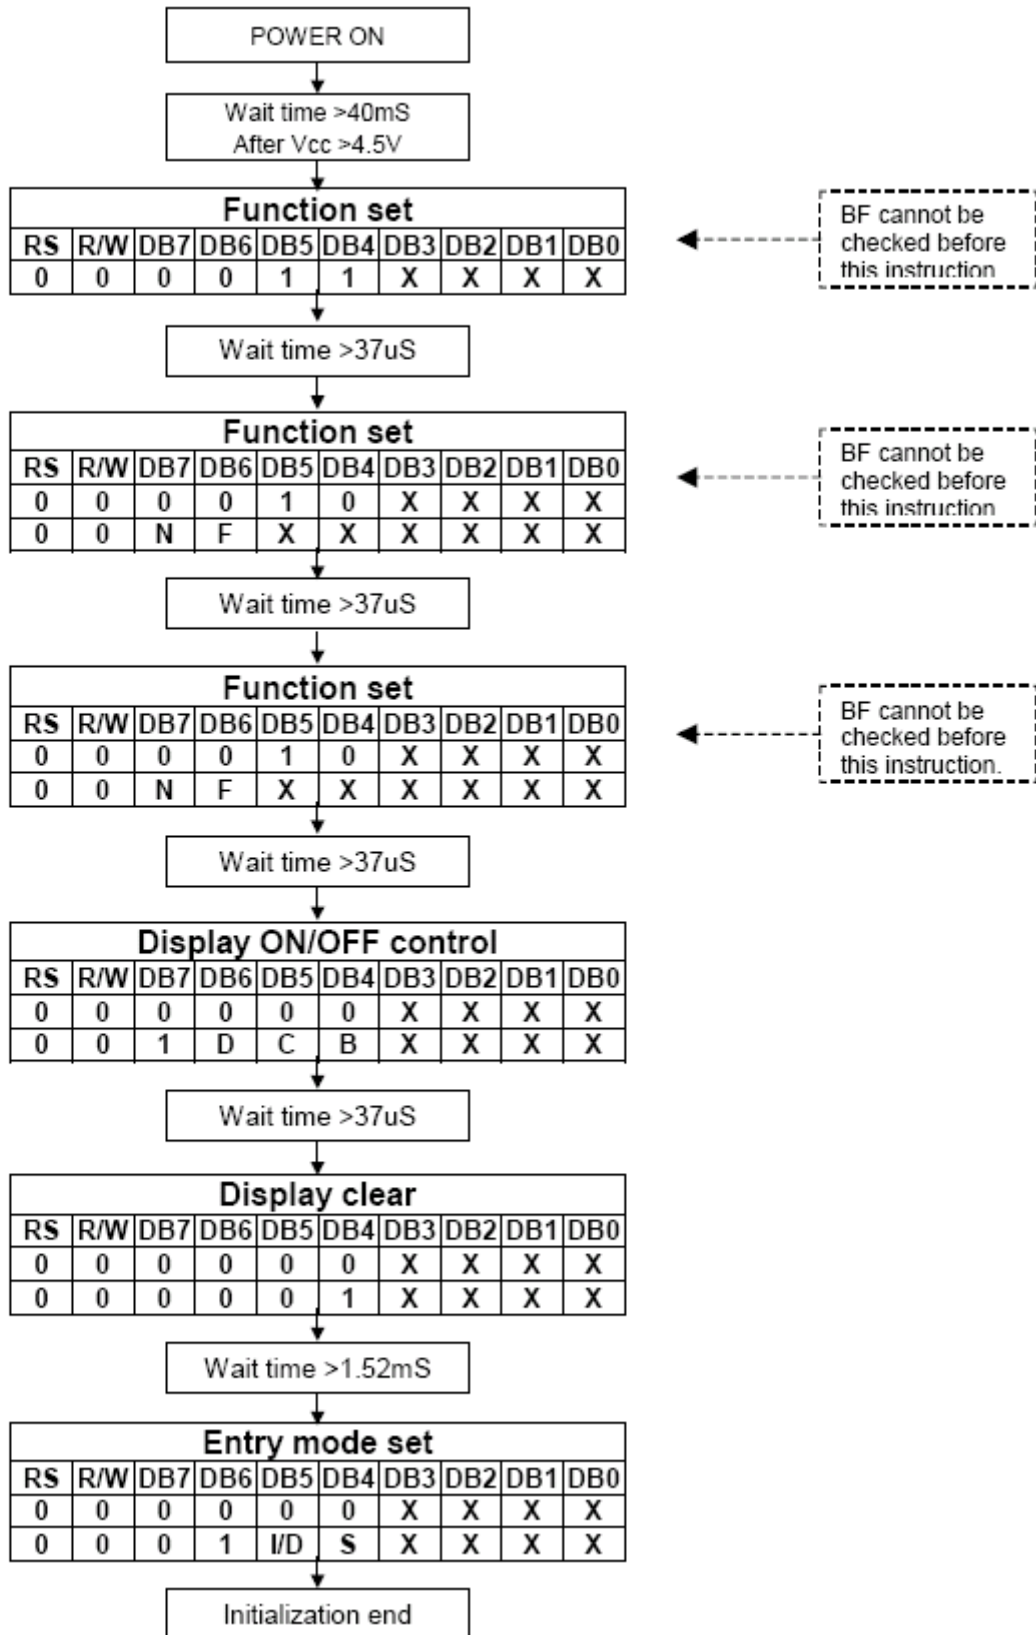 POWER ON
Wait time >40mS
After Vcc >4.5V
Function set
RS R/W DB7 DB6 DB5 DB4 DB3 DB2 DB1 DB0
0 0 0 0 1 1 X X X X
BF cannot be
checked before
this instruction
Wait time >37uS
Function set
RS R/W DB7 DB6 DB5 DB4 DB3 DB2 DB1 DB0
0 0 0 0 1 0 X X X X
0 0 N F X X X X X X
BF cannot be
checked before
this instruction
Wait time >37uS
Function set
RS R/W DB7 DB6 DB5 DB4 DB3 DB2 DB1 DB0
0 0 0 0 1 0 X X X X
0 0 N F X X X X X X
BF cannot be
checked before
this instruction.
Wait time >37uS
Display ON/OFF control
RS R/W DB7 DB6 DB5 DB4 DB3 DB2 DB1 DB0
0 0 0 0 0 0 X X X X
0 0 1 D C B X X X X
Wait time >37uS
Display clear
RS R/W DB7 DB6 DB5 DB4 DB3 DB2 DB1 DB0
0 0 0 0 0 0 X X X X
0 0 0 0 0 1 X X X X
Wait time >1.52mS
Entry mode set
RS R/W DB7 DB6 DB5 DB4 DB3 DB2 DB1 DB0
0 0 0 0 0 0 X X X X
0 0 0 1 I/D S X X X X
Initialization end